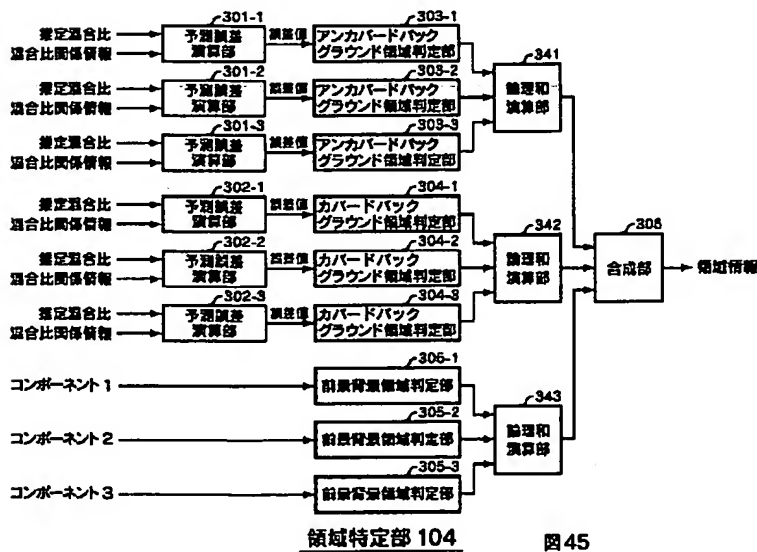 301-1
推定混合比
混合比関係情報
予測誤差
演算部
誤差値
303-1
アンカバードバック
グラウンド領域判定部
301-2
推定混合比
混合比関係情報
予測誤差
演算部
誤差値
303-2
アンカバードバック
グラウンド領域判定部
301-3
推定混合比
混合比関係情報
予測誤差
演算部
誤差値
303-3
アンカバードバック
グラウンド領域判定部
341
論理和
演算部
302-1
推定混合比
混合比関係情報
予測誤差
演算部
誤差値
304-1
カバードバック
グラウンド領域判定部
302-2
推定混合比
混合比関係情報
予測誤差
演算部
誤差値
304-2
カバードバック
グラウンド領域判定部
302-3
推定混合比
混合比関係情報
予測誤差
演算部
誤差値
304-3
カバードバック
グラウンド領域判定部
342
論理和
演算部
306
合成部
領域情報
コンポーネント1
305-1
前景背景領域判定部
コンポーネント2
305-2
前景背景領域判定部
コンポーネント3
305-3
前景背景領域判定部
343
論理和
演算部
領域特定部 104
図45